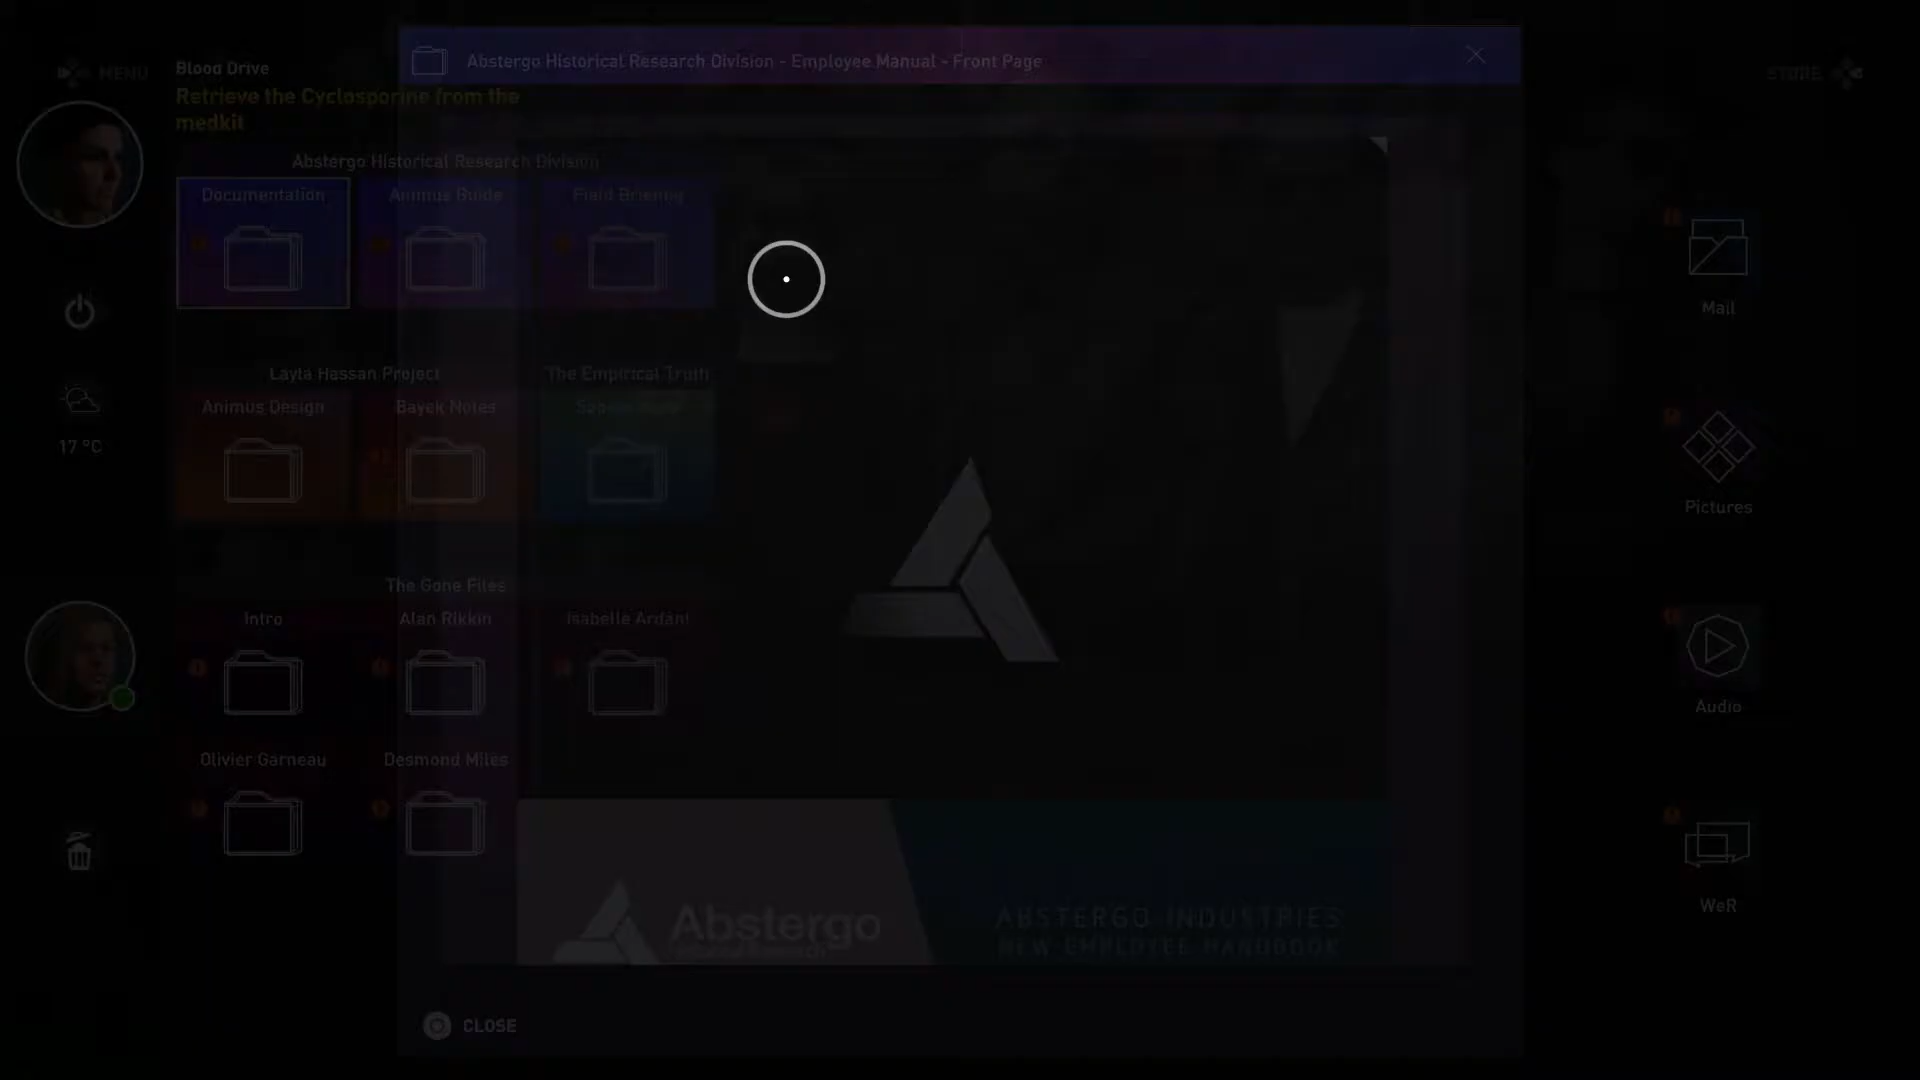 MENU
Blood Drive
Retrieve the Cyclosporine from the
medkit
Abstergo Historical Research Division - Employee Manual - Front Page
STORE
Abstergo Historical Research Division
Documentation
Animus Guide
Field Briefing
17 °C
Layla Hassan Project
The Empirical Truth
Animus Design
Bayek Notes
The Gone Files
Intro
Alan Rikkin
Isabelle Ardant
Olivier Garneau
Desmond Miles
Mail
Pictures
Audio
WeR
Abstergo
ABSTERGO INDUSTRIES
NEW EMPLOYEE HANDBOOK
CLOSE